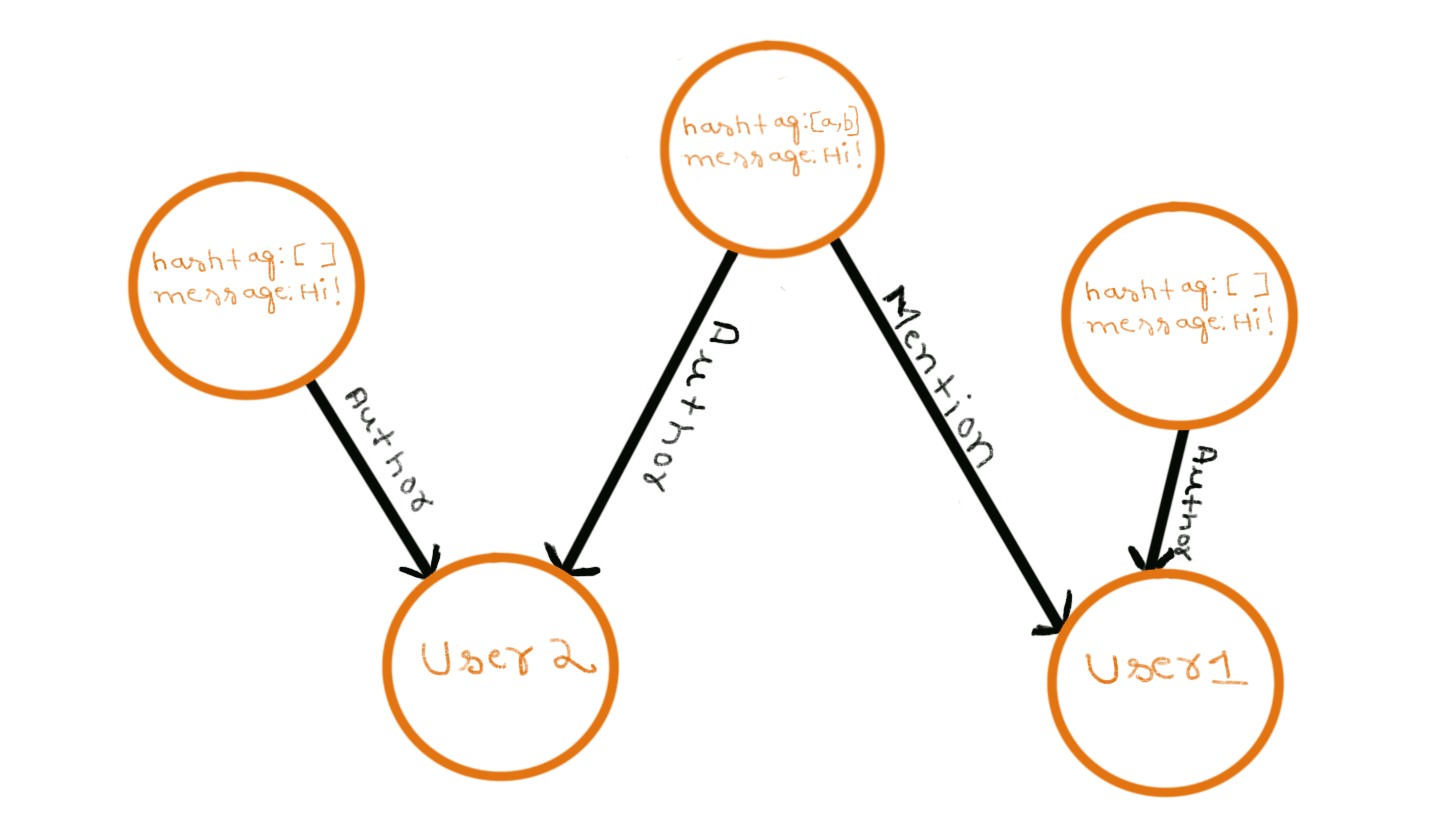 hashtag:[a,b]
message:Hi!
hashtag:[ ]
message:Hi!
hashtag:[ ]
message:Hi!
Author
Author
Mention
Author
User 2
User 1